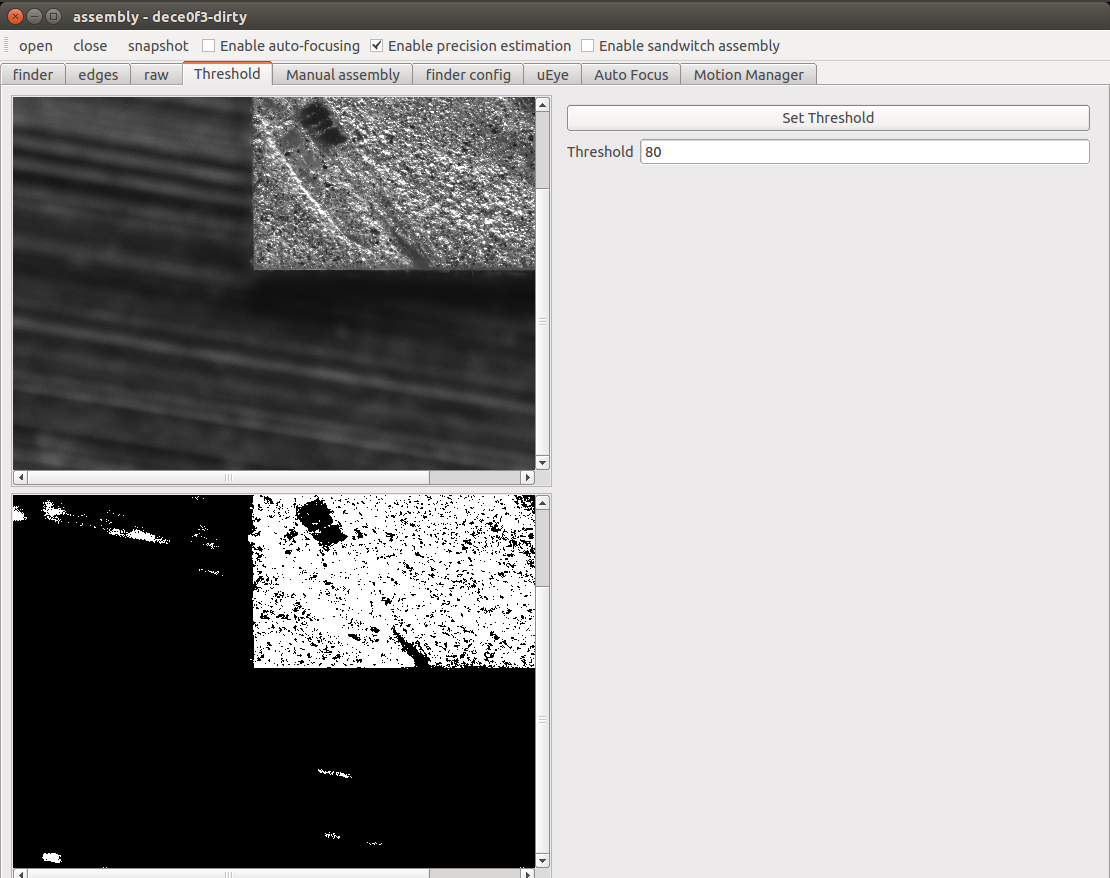 assembly - dece0f3-dirty
open close snapshot Enable auto-focusing Enable precision estimation Enable sandwitch assembly
finder edges raw Threshold Manual assembly finder config uEye Auto Focus Motion Manager
Set Threshold
Threshold 80